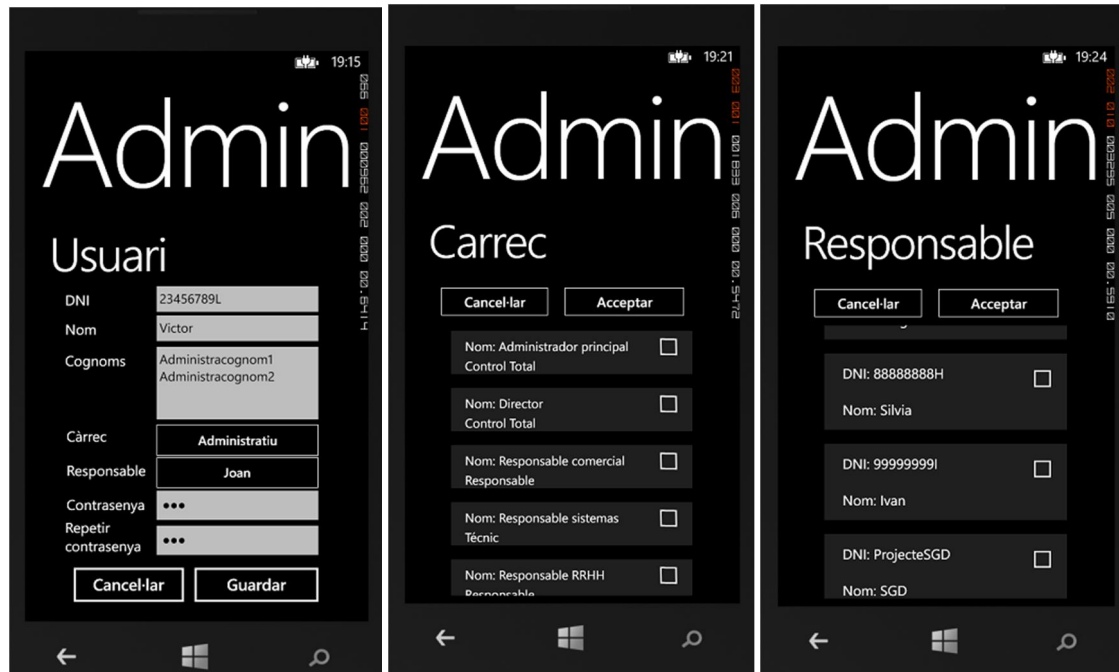 19:15
Admin
Usuari
DNI
23456789L
Nom
Victor
Cognoms
Administracognom1
Administracognom2
Càrrec
Administratiu
Responsable
Joan
Contrasenya
•••
Repetir
contrasenya
•••
Cancel·lar
Guardar
19:21
Admin
Carrec
Cancel·lar
Acceptar
Nom: Administrador principal
Control Total
Nom: Director
Control Total
Nom: Responsable comercial
Responsable
Nom: Responsable sistemas
Técnic
Nom: Responsable RRHH
Responsable
19:24
Admin
Responsable
Cancel·lar
Acceptar
DNI: 88888888H
Nom: Silvia
DNI: 99999999I
Nom: Ivan
DNI: ProjecteSGD
Nom: SGD